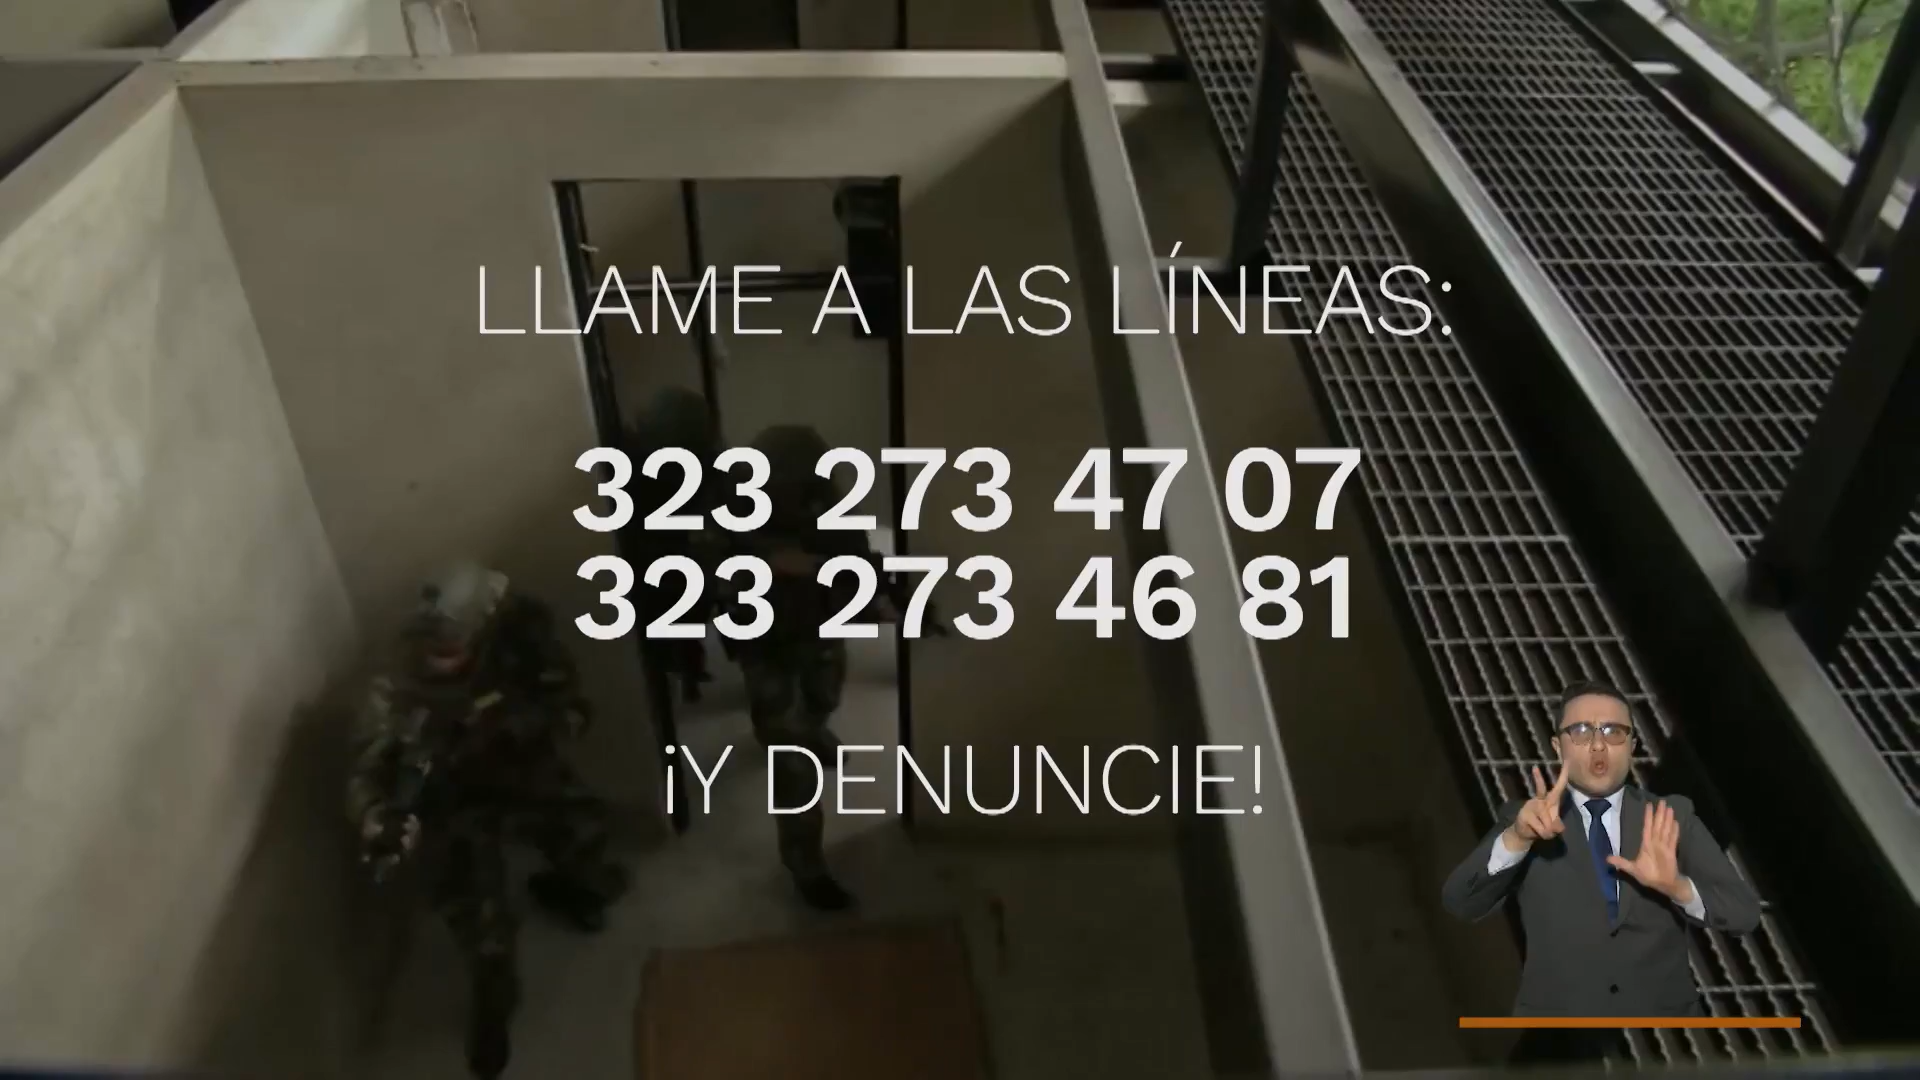 LLAME A LAS LÍNEAS:
323 273 47 07
323 273 46 81
¡Y DENUNCIE!